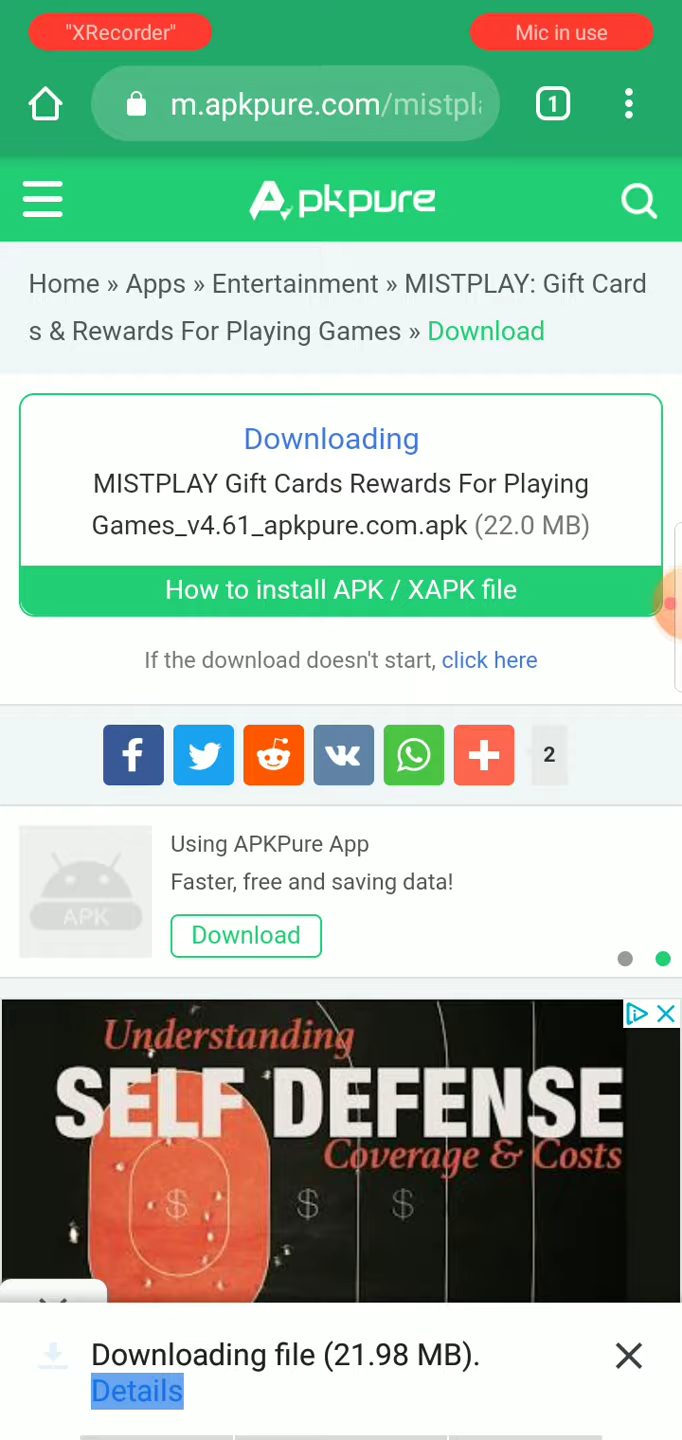 "XRecorder"
Mic in use
m.apkpure.com/mistpl
1
Apkpure
Home » Apps » Entertainment » MISTPLAY: Gift Card
s & Rewards For Playing Games » Download
Downloading
MISTPLAY Gift Cards Rewards For Playing
Games_v4.61_apkpure.com.apk (22.0 MB)
How to install APK / XAPK file
If the download doesn't start, click here
2
Using APKPure App
Faster, free and saving data!
APK
Download
Understanding
SELF DEFENSE
Coverage & Costs
$ $ $
Downloading file (21.98 MB).
Details